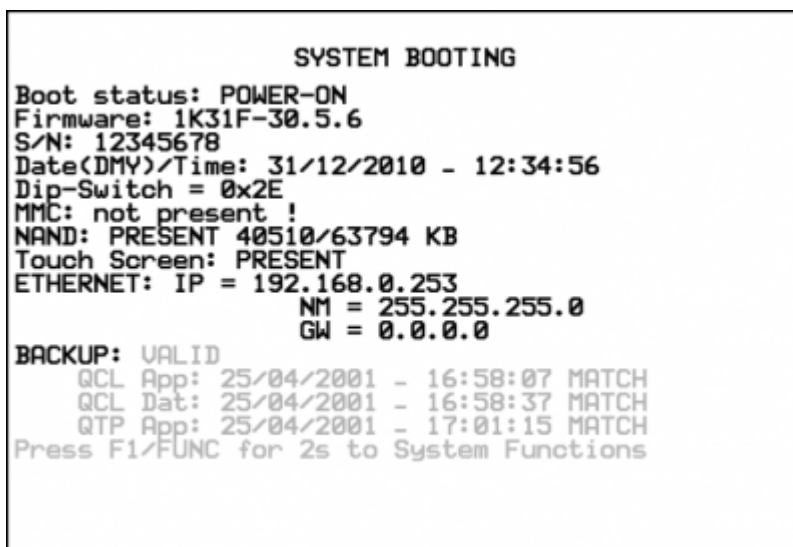 SYSTEM BOOTING
Boot status: POWER-ON
Firmware: 1K31F-30.5.6
S/N: 12345678
Date(DMY)/Time: 31/12/2010 - 12:34:56
Dip-Switch = 0x2E
MMC: not present !
NAND: PRESENT 40510/63794 KB
Touch Screen: PRESENT
ETHERNET: IP = 192.168.0.253
NM = 255.255.255.0
GW = 0.0.0.0
BACKUP: VALID
QCL App: 25/04/2001 - 16:58:07 MATCH
QCL Dat: 25/04/2001 - 16:58:37 MATCH
QTP App: 25/04/2001 - 17:01:15 MATCH
Press F1/FUNC for 2s to System Functions